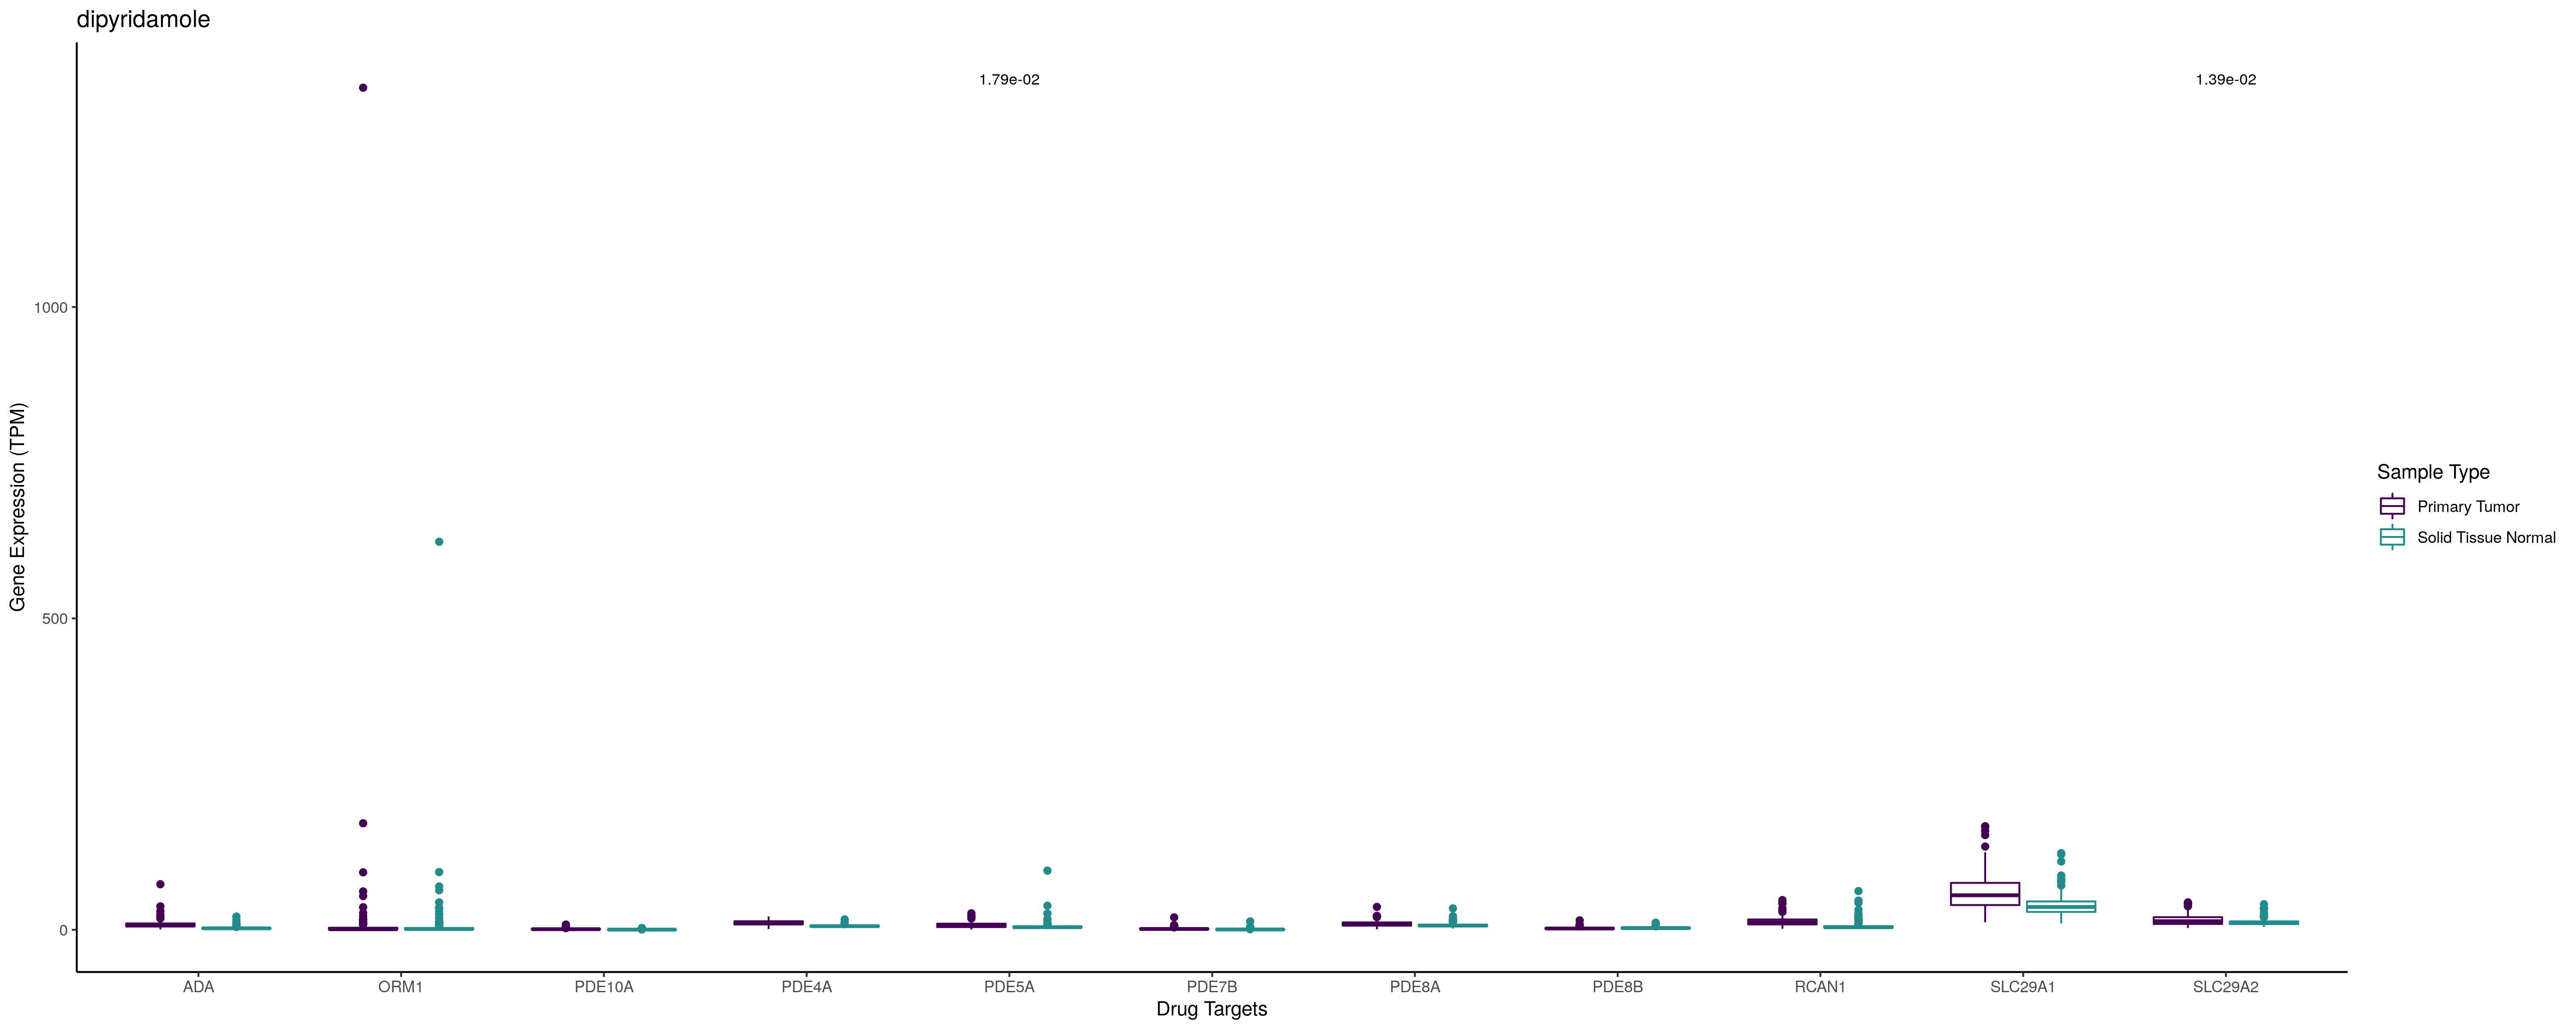 dipyridamole
1.79e-02
1.39e-02
1000
500
0
Gene Expression (TPM)
ADA
ORM1
PDE10A
PDE4A
PDE5A
PDE7B
PDE8A
PDE8B
RCAN1
SLC29A1
SLC29A2
Drug Targets
Sample Type
Primary Tumor
Solid Tissue Normal